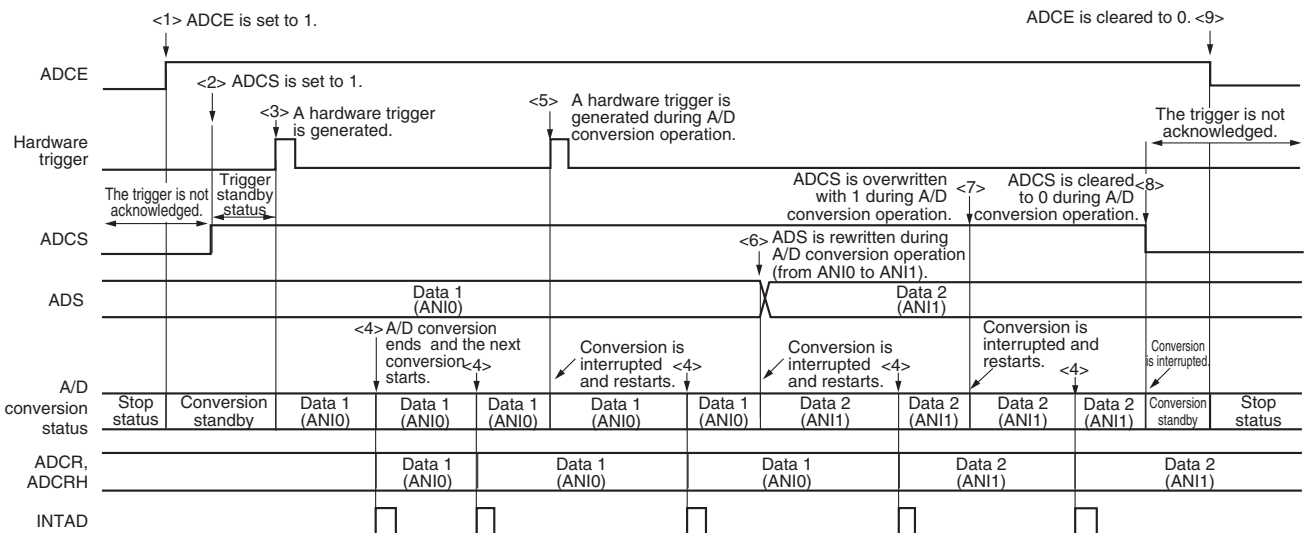 <1> ADCE is set to 1.
ADCE is cleared to 0. <9>
ADCE
<2> ADCS is set to 1.
<3> A hardware trigger
is generated.
<5> A hardware trigger is
generated during A/D
conversion operation.
The trigger is not
acknowledged.
Hardware
trigger
The trigger is not
acknowledged.
Trigger
standby
status
ADCS is overwritten <7>
with 1 during A/D
conversion operation.
ADCS is cleared <8>
to 0 during A/D
conversion operation.
ADCS
<6> ADS is rewritten during
A/D conversion operation
(from ANI0 to ANI1).
ADS
Data 1
(ANI0)
Data 2
(ANI1)
<4> A/D conversion
ends and the next
conversion
starts.
<4>
Conversion is
interrupted
and restarts.
<4>
Conversion is
interrupted
and restarts.
<4>
Conversion is
interrupted and
restarts.
<4>
Conversion
is interrupted.
A/D
conversion
status
Stop
status
Conversion
standby
Data 1
(ANI0)
Data 1
(ANI0)
Data 1
(ANI0)
Data 1
(ANI0)
Data 1
(ANI0)
Data 2
(ANI1)
Data 2
(ANI1)
Data 2
(ANI1)
Data 2
(ANI1)
Conversion
standby
Stop
status
ADCR,
ADCRH
Data 1
(ANI0)
Data 1
(ANI0)
Data 1
(ANI0)
Data 2
(ANI1)
Data 2
(ANI1)
INTAD